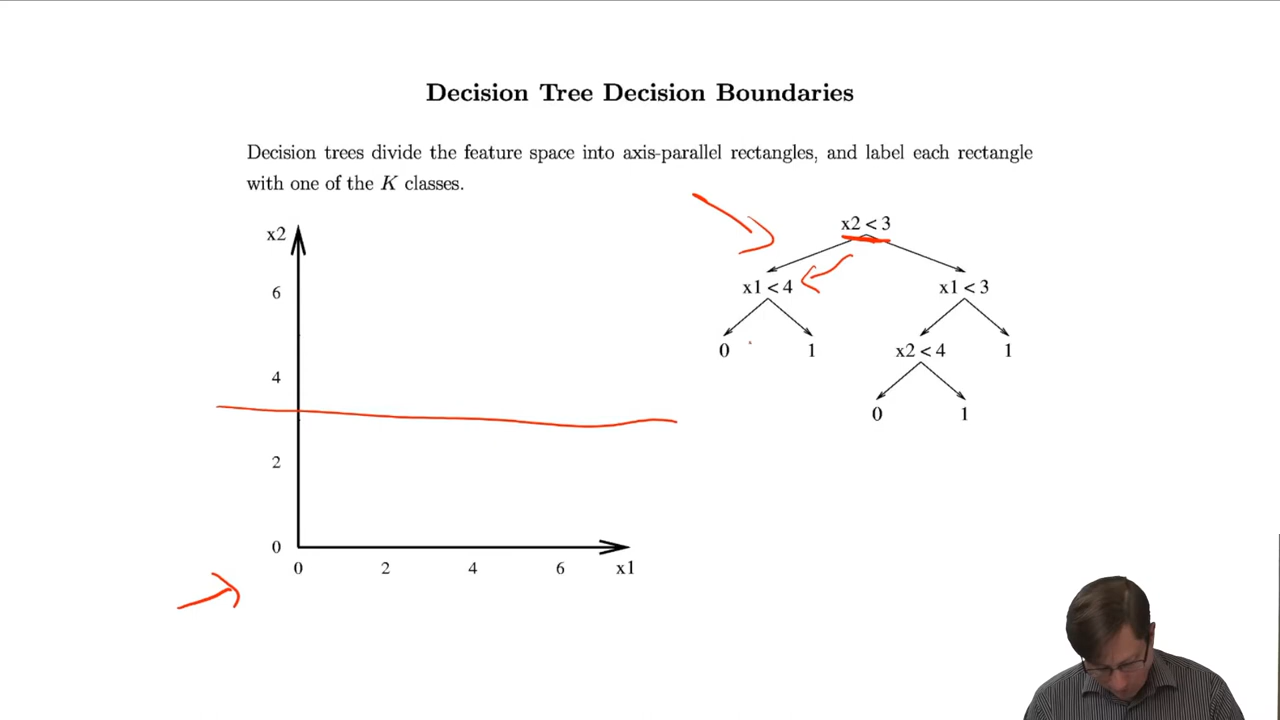 Decision Tree Decision Boundaries
Decision trees divide the feature space into axis-parallel rectangles, and label each rectangle
with one of the K classes.
x2
6
4
2
0
0 2 4 6 x1
x2 < 3
x1 < 4 x1 < 3
0 1 x2 < 4 1
0 1